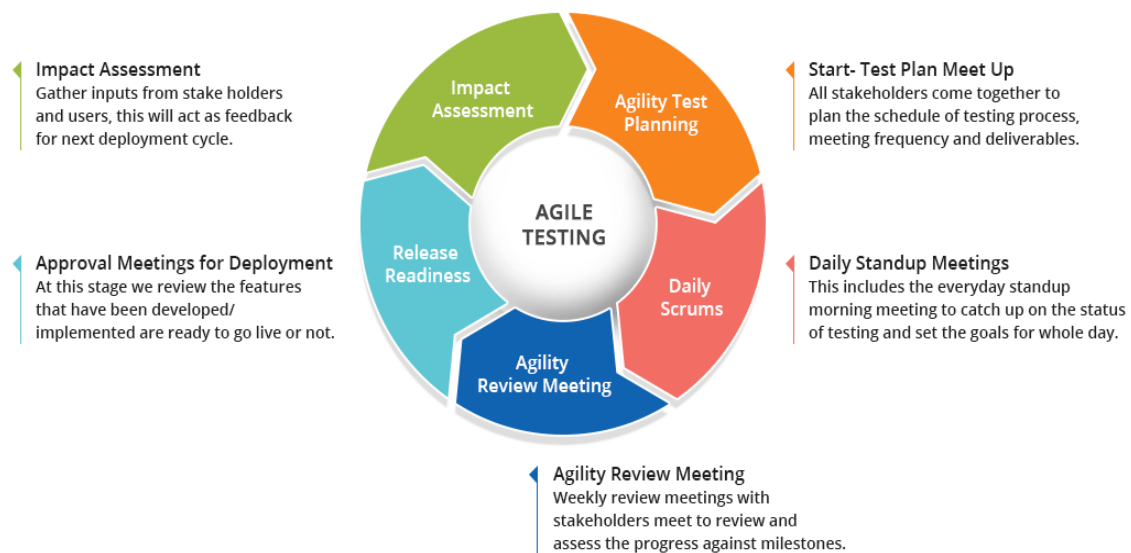 Impact Assessment
Gather inputs from stake holders
and users, this will act as feedback
for next deployment cycle.
Approval Meetings for Deployment
At this stage we review the features
that have been developed/
implemented are ready to go live or not.
Impact
Assessment
Agility Test
Planning
AGILE
TESTING
Release
Readiness
Daily
Scrums
Agility
Review Meeting
Start- Test Plan Meet Up
All stakeholders come together to
plan the schedule of testing process,
meeting frequency and deliverables.
Daily Standup Meetings
This includes the everyday standup
morning meeting to catch up on the status
of testing and set the goals for whole day.
Agility Review Meeting
Weekly review meetings with
stakeholders meet to review and
assess the progress against milestones.